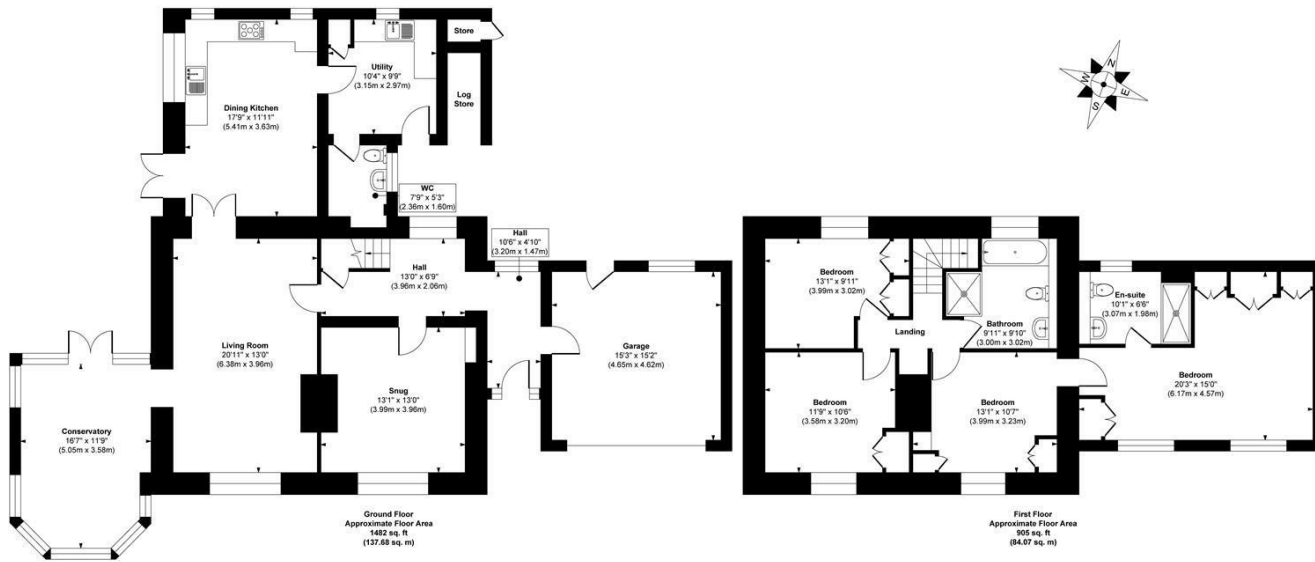 Store
Utility
10'4" x 9'9"
(3.15m x 2.97m)
Log
Store
Dining Kitchen
17'9" x 11'11"
(5.41m x 3.63m)
WC
7'9" x 5'3"
(2.36m x 1.60m)
Hall
10'6" x 4'10"
(3.20m x 1.47m)
Hall
13'0" x 6'9"
(3.96m x 2.06m)
Living Room
20'11" x 13'0"
(6.38m x 3.96m)
Garage
15'3" x 15'2"
(4.65m x 4.62m)
Snug
13'1" x 13'0"
(3.99m x 3.96m)
Conservatory
16'7" x 11'9"
(5.05m x 3.58m)
Ground Floor
Approximate Floor Area
1482 sq. ft
(137.68 sq. m)
N
W
E
S
Bedroom
13'1" x 9'11"
(3.99m x 3.02m)
En-suite
10'1" x 6'6"
(3.07m x 1.98m)
Landing
Bathroom
9'11" x 9'10"
(3.00m x 3.02m)
Bedroom
20'3" x 15'0"
(6.17m x 4.57m)
Bedroom
11'9" x 10'6"
(3.58m x 3.20m)
Bedroom
13'1" x 10'7"
(3.99m x 3.23m)
First Floor
Approximate Floor Area
905 sq. ft
(84.07 sq. m)